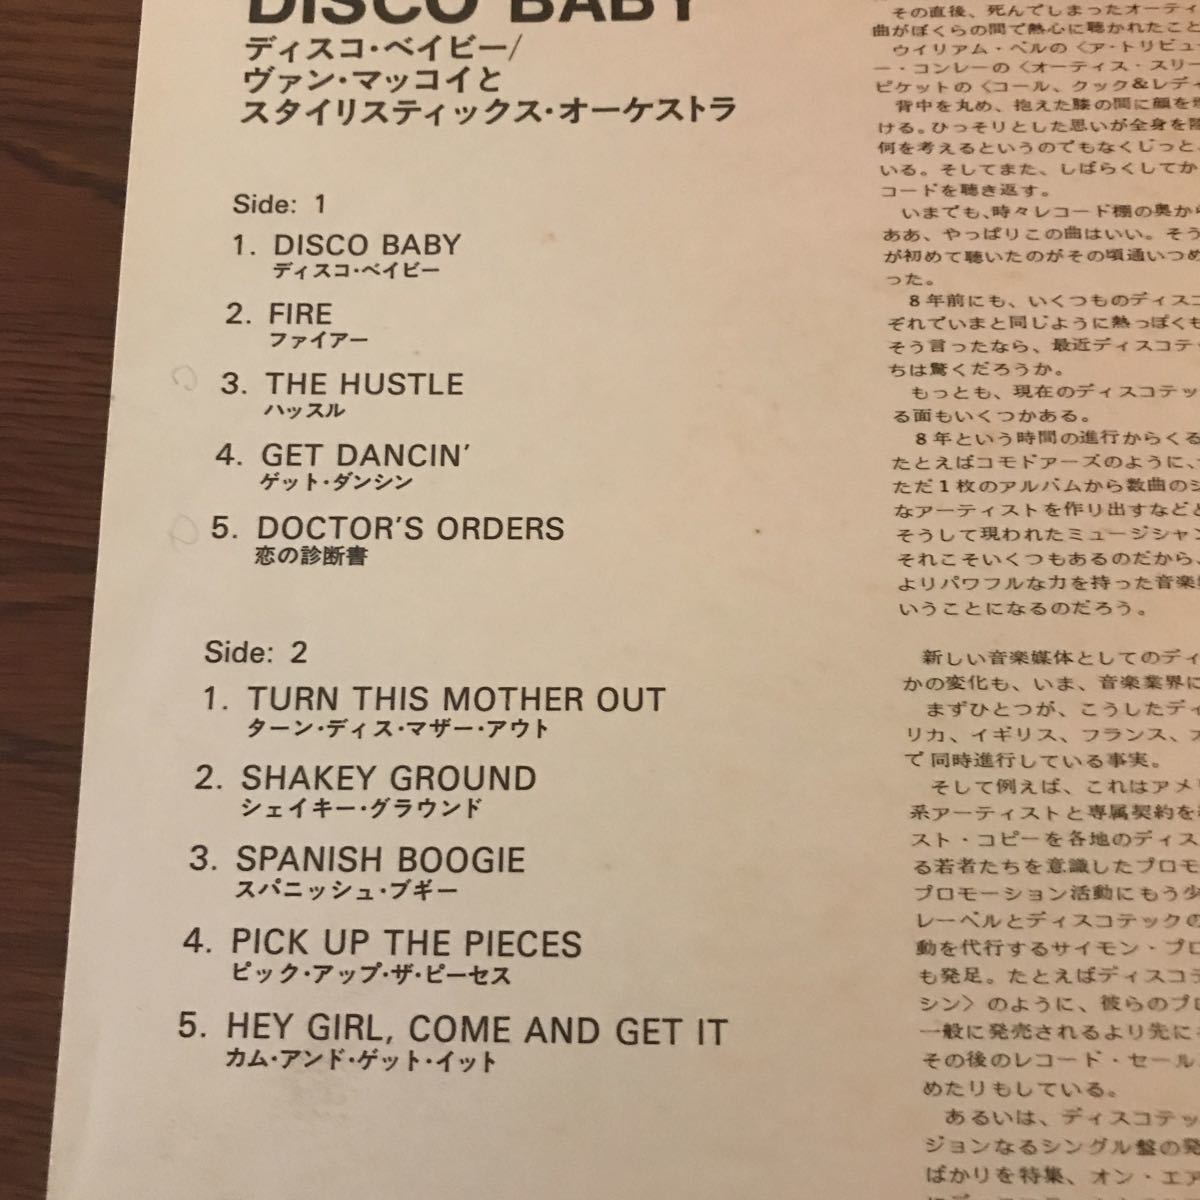 DISCO BABY
ディスコ・ベイビー/
ヴァン・マッコイと
スタイリスティックス・オーケストラ
Side: 1
1. DISCO BABY
ディスコ・ベイビー
2. FIRE
ファイアー
3. THE HUSTLE
ハッスル
4. GET DANCIN'
ゲット・ダンシン
5. DOCTOR'S ORDERS
恋の診断書
Side: 2
1. TURN THIS MOTHER OUT
ターン・ディス・マザー・アウト
2. SHAKEY GROUND
シェイキー・グラウンド
3. SPANISH BOOGIE
スパニッシュ・ブギー
4. PICK UP THE PIECES
ピック・アップ・ザ・ピーセス
5. HEY GIRL, COME AND GET IT
カム・アンド・ゲット・イット
その直後、死んでしまったオーティ
曲がぼくらの間で熱心に聴かれたこと
ウイリアム・ベルの〈ア・トリビュー
ー・コンレーの〈オーティス・スリー
ピケットの〈コール、クック&レディ
背中を丸め、抱えた膝の間に顔を
ける。ひっそりとした思いが全身を
何を考えるというのでもなくじっと
いる。そしてまた、しばらくしてか
コードを聴き返す。
いまでも、時々レコード棚の奥から
ああ、やっぱりこの曲はいい。そう
が初めて聴いたのがその頃通いつめ
った。
8年前にも、いくつものディスコ
ぞれていまと同じように熱っぽくも
そう言ったなら、最近ディスコテッ
ちは驚くだろうか。
もっとも、現在のディスコテッ
る面もいくつかある。
8年という時間の進行からくる
たとえばコモドアーズのように、
ただ1枚のアルバムから数曲のシ
なアーティストを作り出すなどと
そうして現われたミュージシャン
それこそいくつもあるのだから、
よりパワフルな力を持った音楽
いうことになるのだろう。
新しい音楽媒体としてのディ
かの変化も、いま、音楽業界に
まずひとつが、こうしたディ
リカ、イギリス、フランス、
で同時進行している事実。
そして例えば、これはアメリ
系アーティストと専属契約を
スト・コピーを各地のディス
る若者たちを意識したプロモ
プロモーション活動にもう少
レーベルとディスコテックの
動を代行するサイモン・プロ
も発足。たとえばディスコテ
シン〉のように、彼らのプロ
一般に発売されるより先に
その後のレコード・セール
めたりもしている。
あるいは、ディスコテッ
ジョンなるシングル盤の発
ばかりを特集、オン・エア